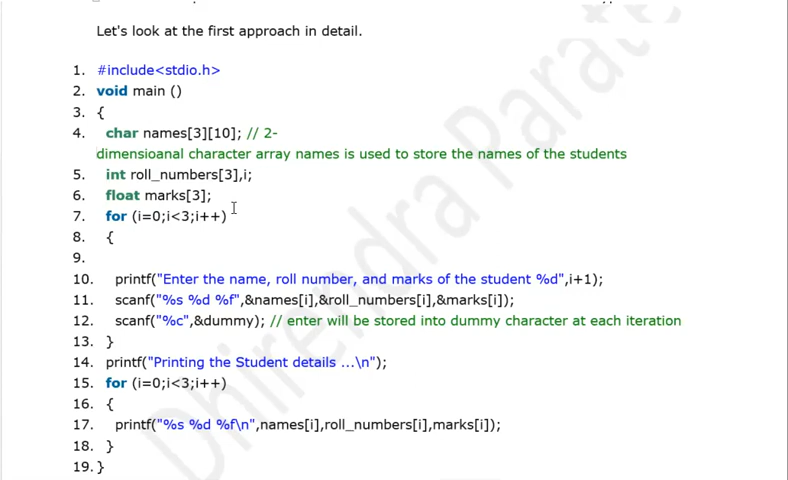 Let's look at the first approach in detail.
1. #include<stdio.h>
2. void main ()
3. {
4. char names[3][10]; // 2-
dimensioanal character array names is used to store the names of the students
5. int roll_numbers[3],i;
6. float marks[3];
7. for (i=0;i<3;i++)
8. {
9.
10. printf("Enter the name, roll number, and marks of the student %d",i+1);
11. scanf("%s %d %f",&names[i],&roll_numbers[i],&marks[i]);
12. scanf("%c",&dummy); // enter will be stored into dummy character at each iteration
13. }
14. printf("Printing the Student details ...\n");
15. for (i=0;i<3;i++)
16. {
17. printf("%s %d %f\n",names[i],roll_numbers[i],marks[i]);
18. }
19. }
Dhirendra Parate